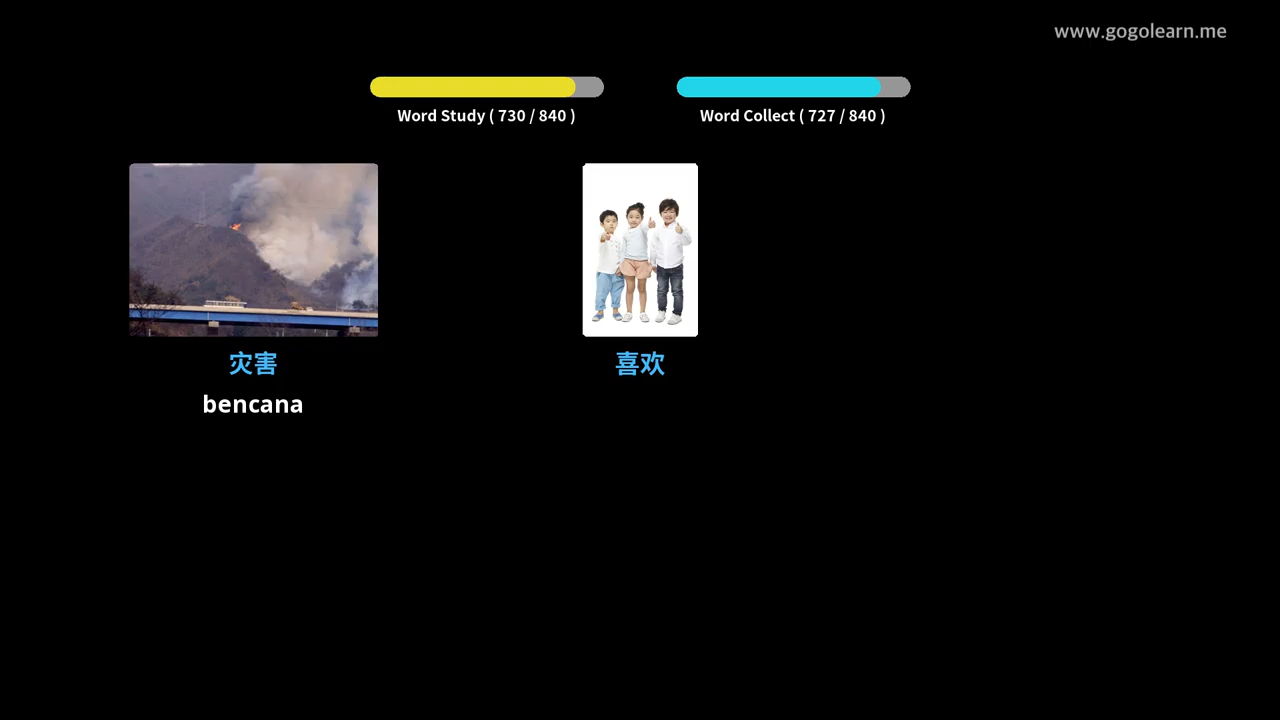 www.gogolearn.me
Word Study ( 730 / 840 )
Word Collect ( 727 / 840 )
灾害
喜欢
bencana